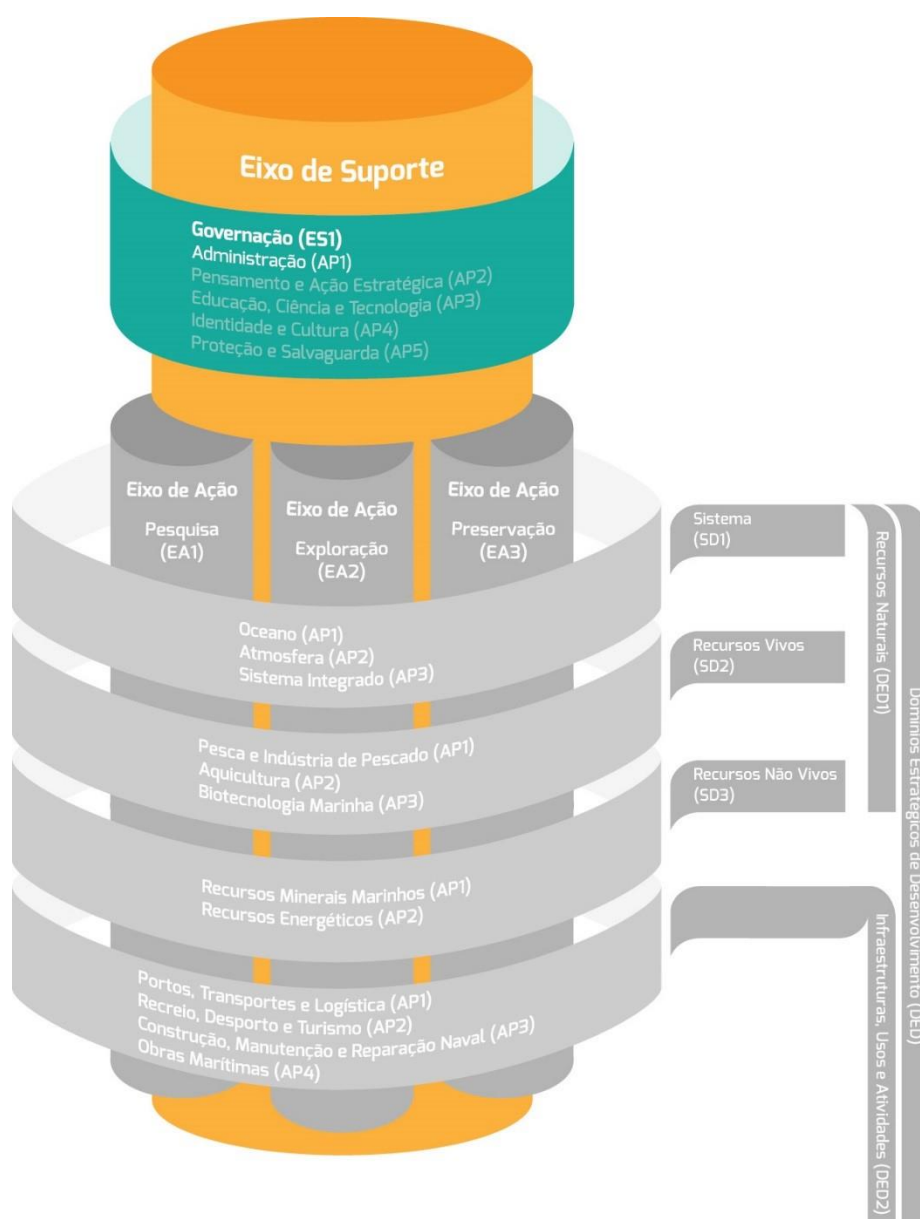 Eixo de Suporte
Governação (ES1)
Administração (AP1)
Pensamento e Ação Estratégica (AP2)
Educação, Ciência e Tecnologia (AP3)
Identidade e Cultura (AP4)
Proteção e Salvaguarda (AP5)
Eixo de Ação
Pesquisa
(EA1)
Eixo de Ação
Exploração
(EA2)
Eixo de Ação
Preservação
(EA3)
Oceano (AP1)
Atmosfera (AP2)
Sistema Integrado (AP3)
Pesca e Indústria de Pescado (AP1)
Aquicultura (AP2)
Biotecnologia Marinha (AP3)
Recursos Minerais Marinhos (AP1)
Recursos Energéticos (AP2)
Portos, Transportes e Logística (AP1)
Recreio, Desporto e Turismo (AP2)
Construção, Manutenção e Reparação Naval (AP3)
Obras Marítimas (AP4)
Sistema
(SD1)
Recursos Vivos
(SD2)
Recursos Não Vivos
(SD3)
Recursos Naturais (DED1)
Infraestruturas, Usos e Atividades (DED2)
Domínios Estratégicos de Desenvolvimento (DED)